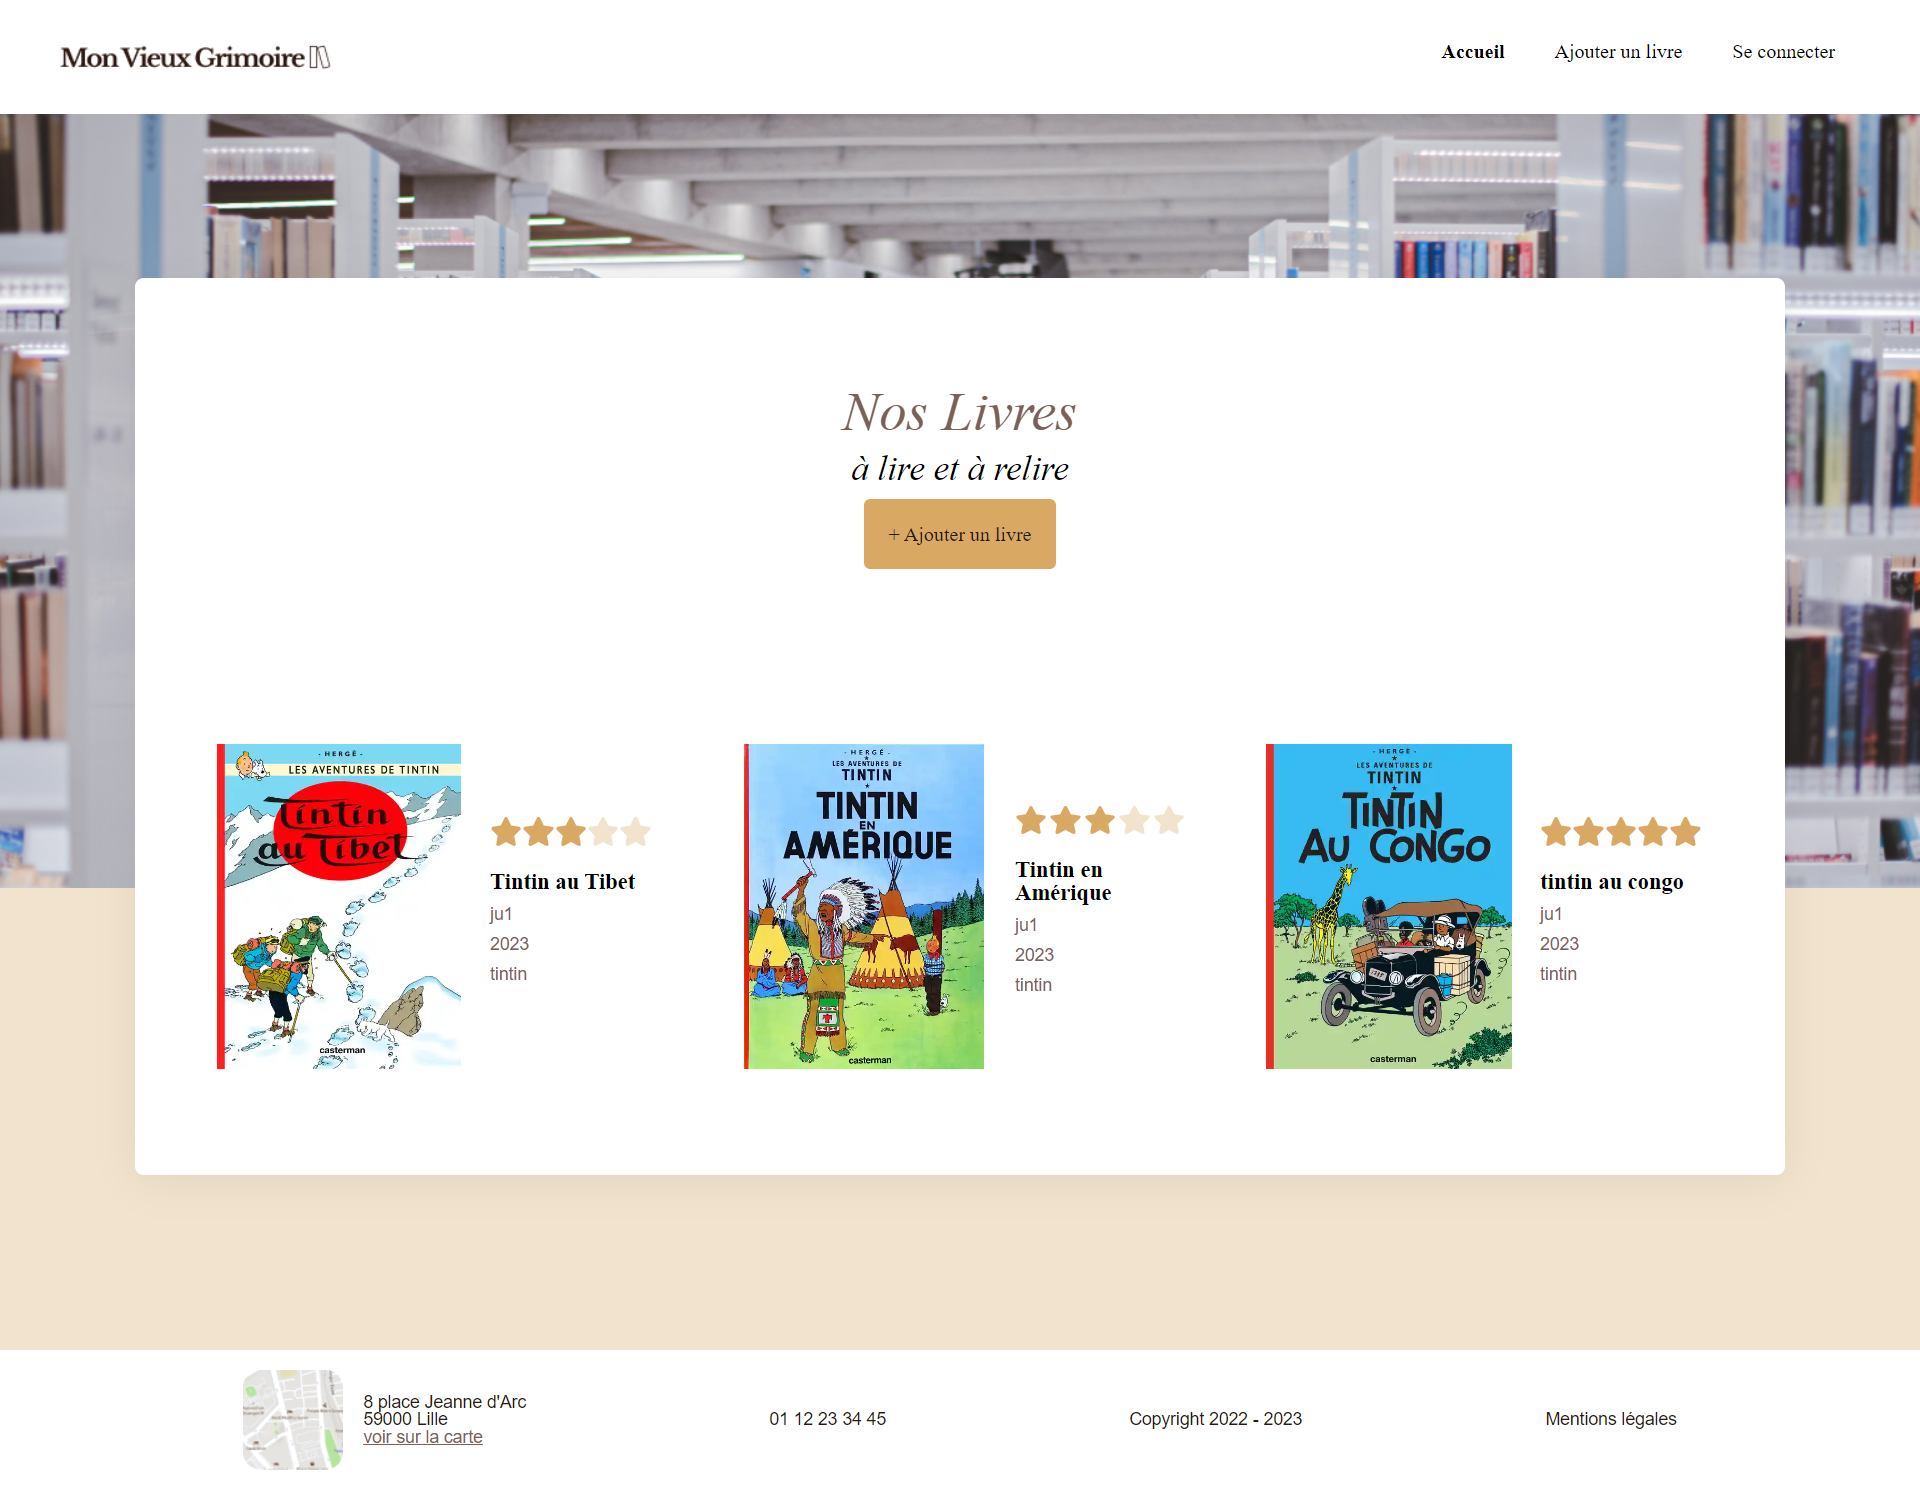 Mon Vieux Grimoire
Accueil
Ajouter un livre
Se connecter
Nos Livres
à lire et à relire
+ Ajouter un livre
- HERGÉ -
LES AVENTURES DE TINTIN
Tintin
au Tibet
casterman
Tintin au Tibet
ju1
2023
tintin
- HERGÉ -
LES AVENTURES DE
TINTIN
TINTIN
EN
AMÉRIQUE
casterman
Tintin en
Amérique
ju1
2023
tintin
- HERGÉ -
LES AVENTURES DE
TINTIN
TINTIN
AU CONGO
casterman
tintin au congo
ju1
2023
tintin
8 place Jeanne d'Arc
59000 Lille
voir sur la carte
01 12 23 34 45
Copyright 2022 - 2023
Mentions légales